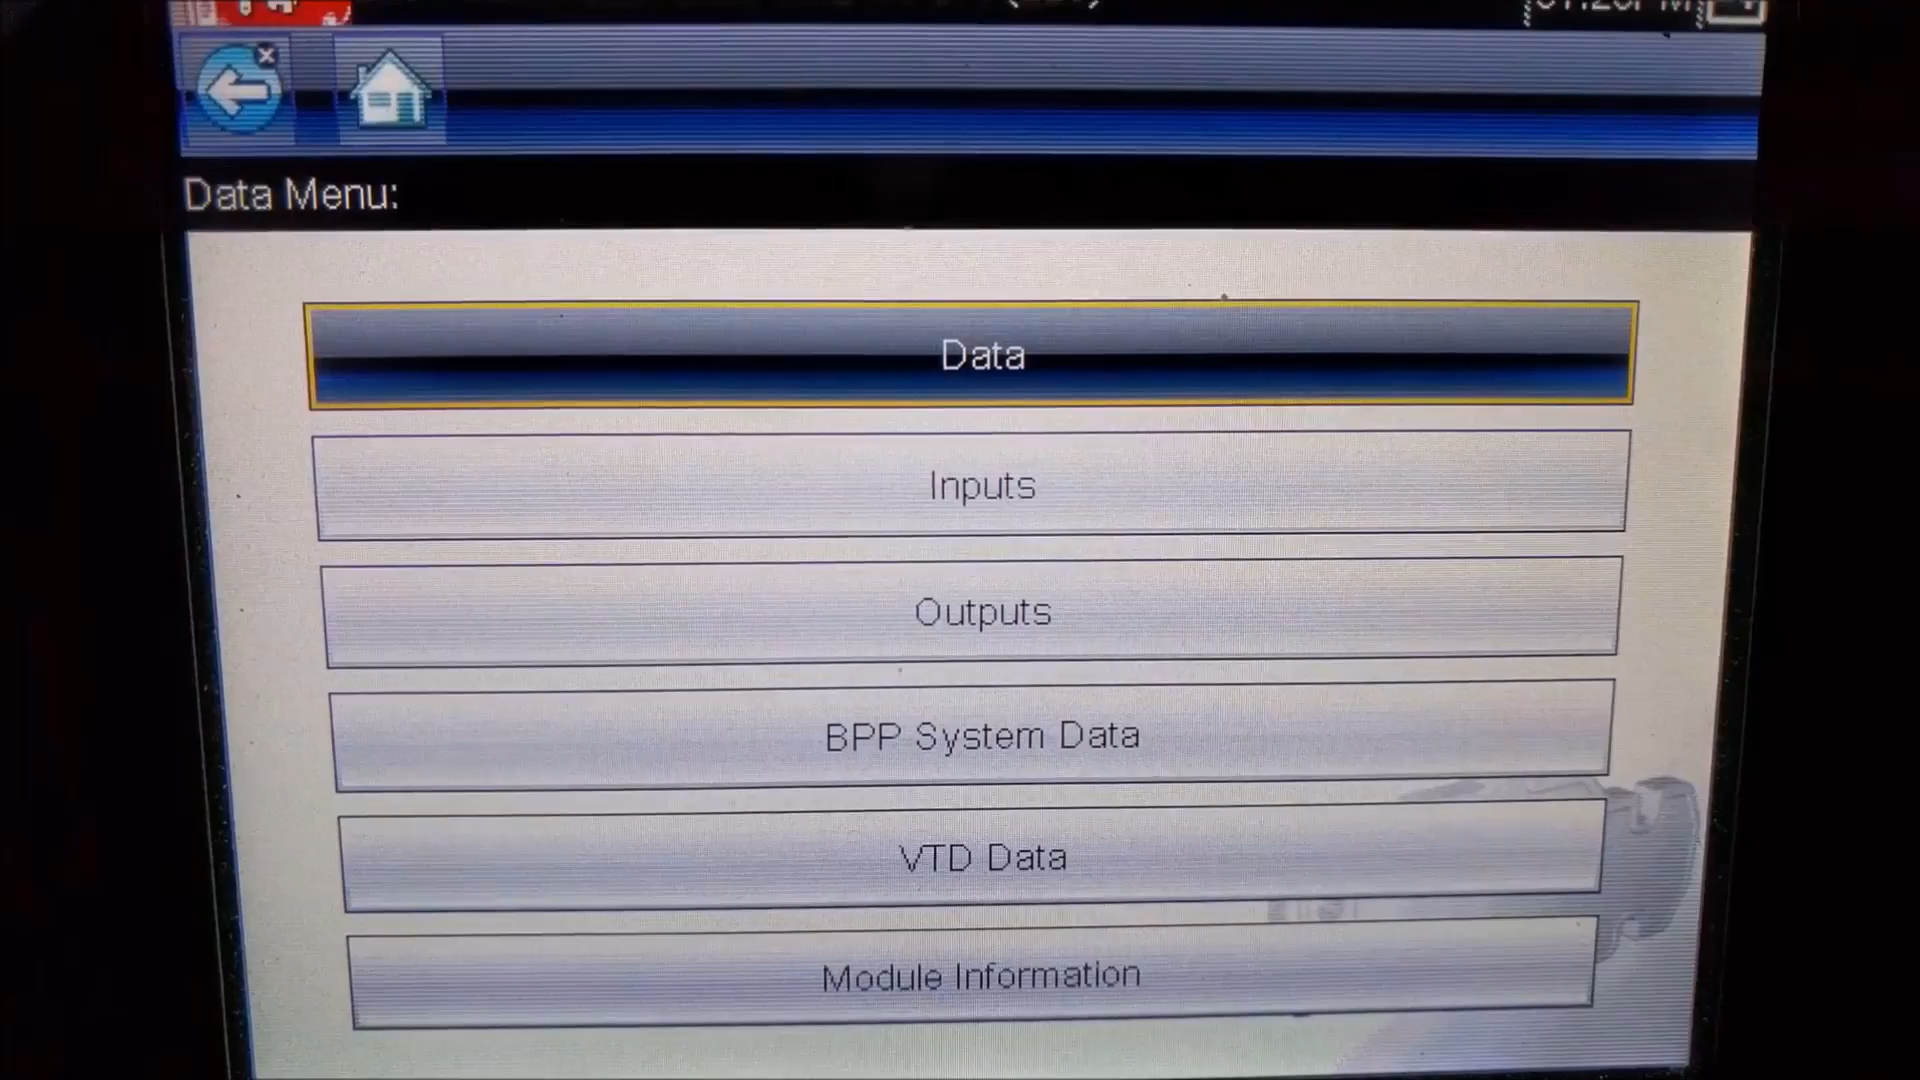 Data Menu:
Data
Inputs
Outputs
BPP System Data
VTD Data
Module Information